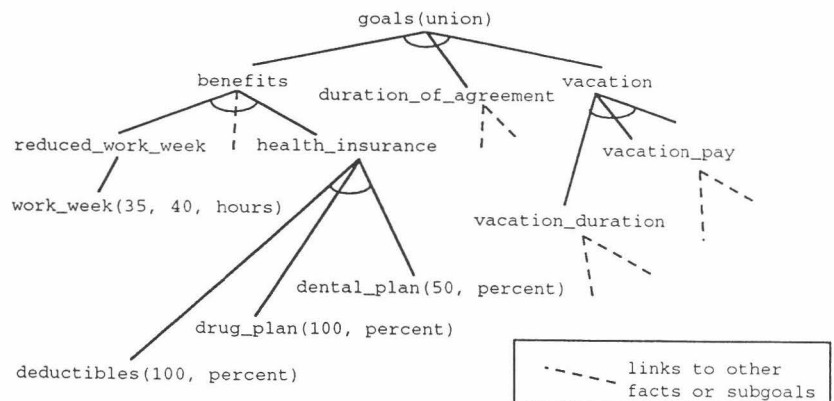 goals(union)
benefits
duration_of_agreement
vacation
reduced_work_week
health_insurance
vacation_pay
work_week(35, 40, hours)
vacation_duration
dental_plan(50, percent)
drug_plan(100, percent)
deductibles(100, percent)
links to other
facts or subgoals